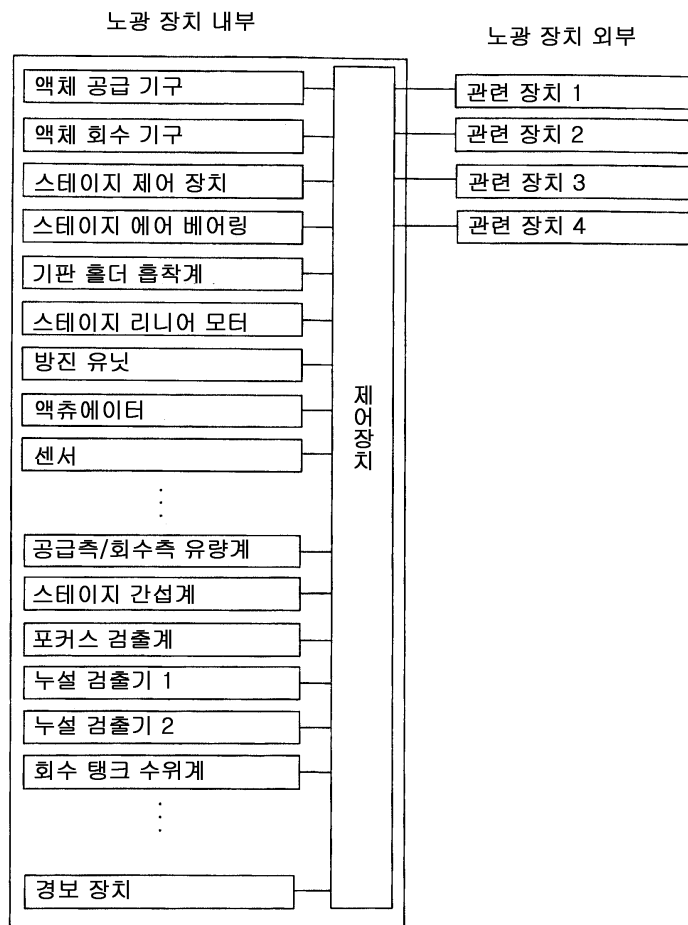 노광 장치 내부
노광 장치 외부
액체 공급 기구
액체 회수 기구
스테이지 제어 장치
스테이지 에어 베어링
기판 홀더 흡착계
스테이지 리니어 모터
방진 유닛
액츄에이터
센서
공급측/회수측 유량계
스테이지 간섭계
포커스 검출계
누설 검출기 1
누설 검출기 2
회수 탱크 수위계
경보 장치
제어장치
관련 장치 1
관련 장치 2
관련 장치 3
관련 장치 4